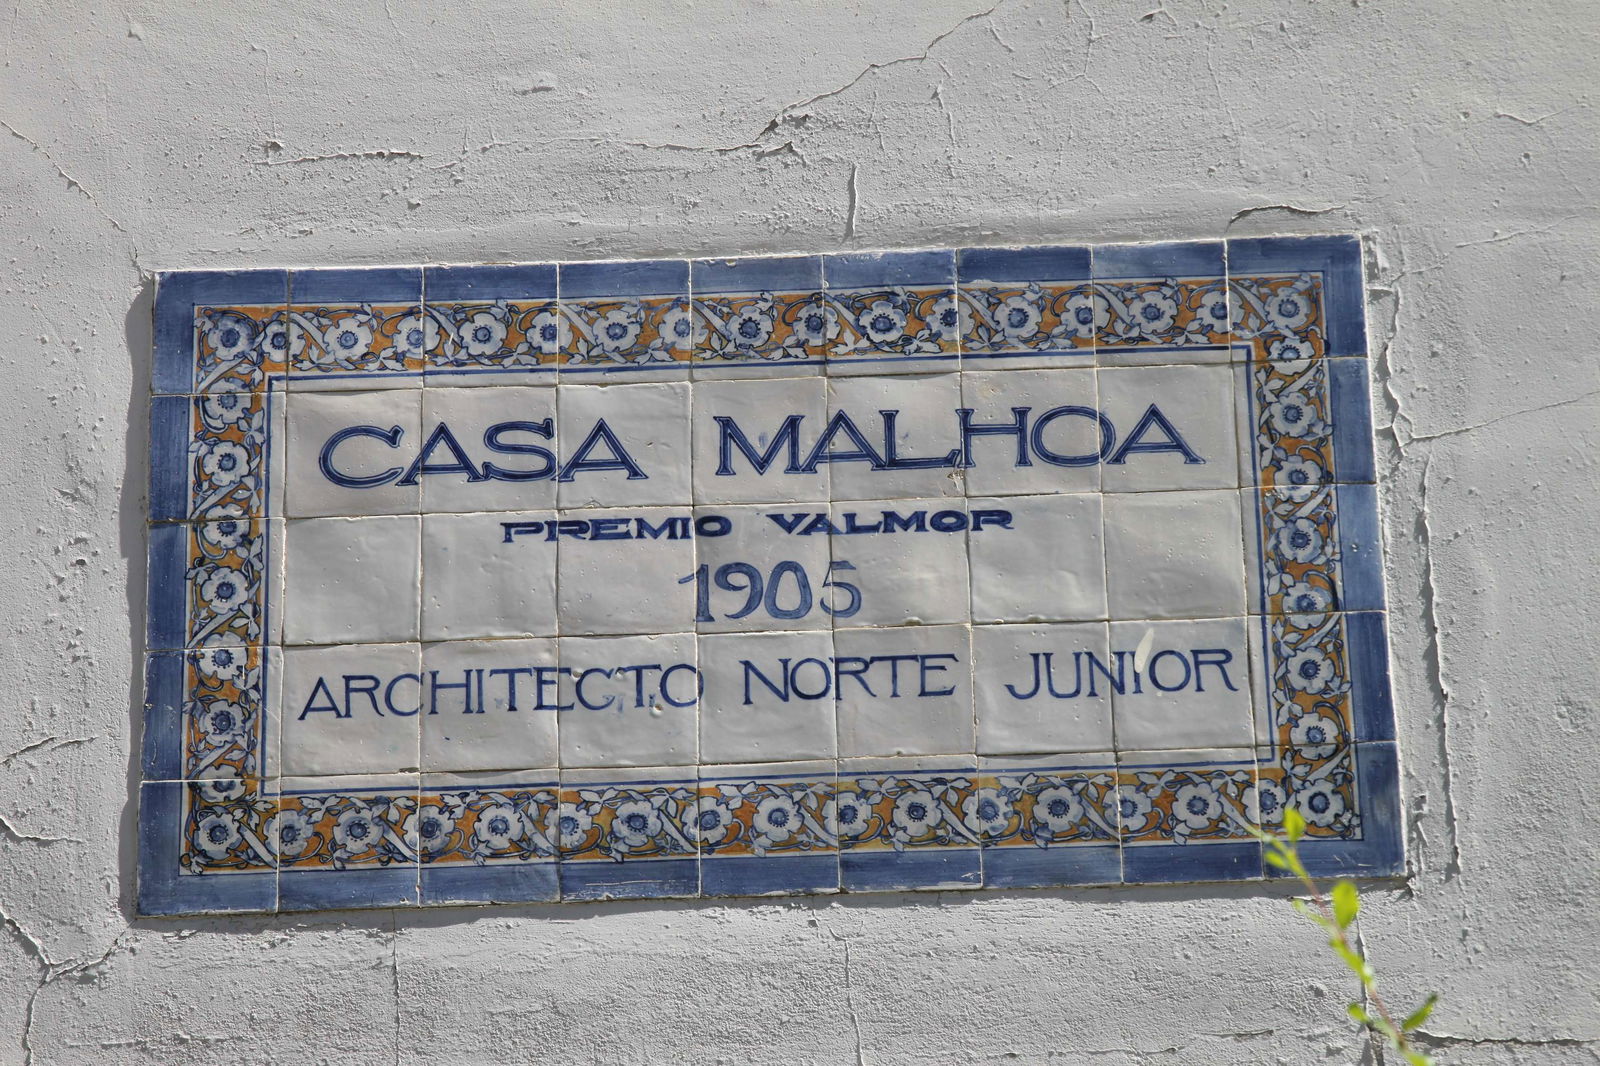 CASA MALHOA
PREMIO VALMOR
1905
ARCHITECTO NORTE JUNIOR